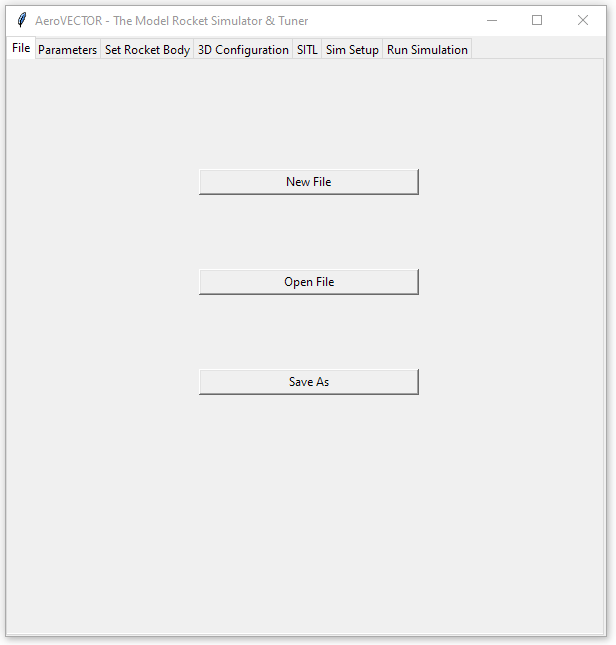 AeroVECTOR - The Model Rocket Simulator & Tuner
File Parameters Set Rocket Body 3D Configuration SITL Sim Setup Run Simulation
New File
Open File
Save As